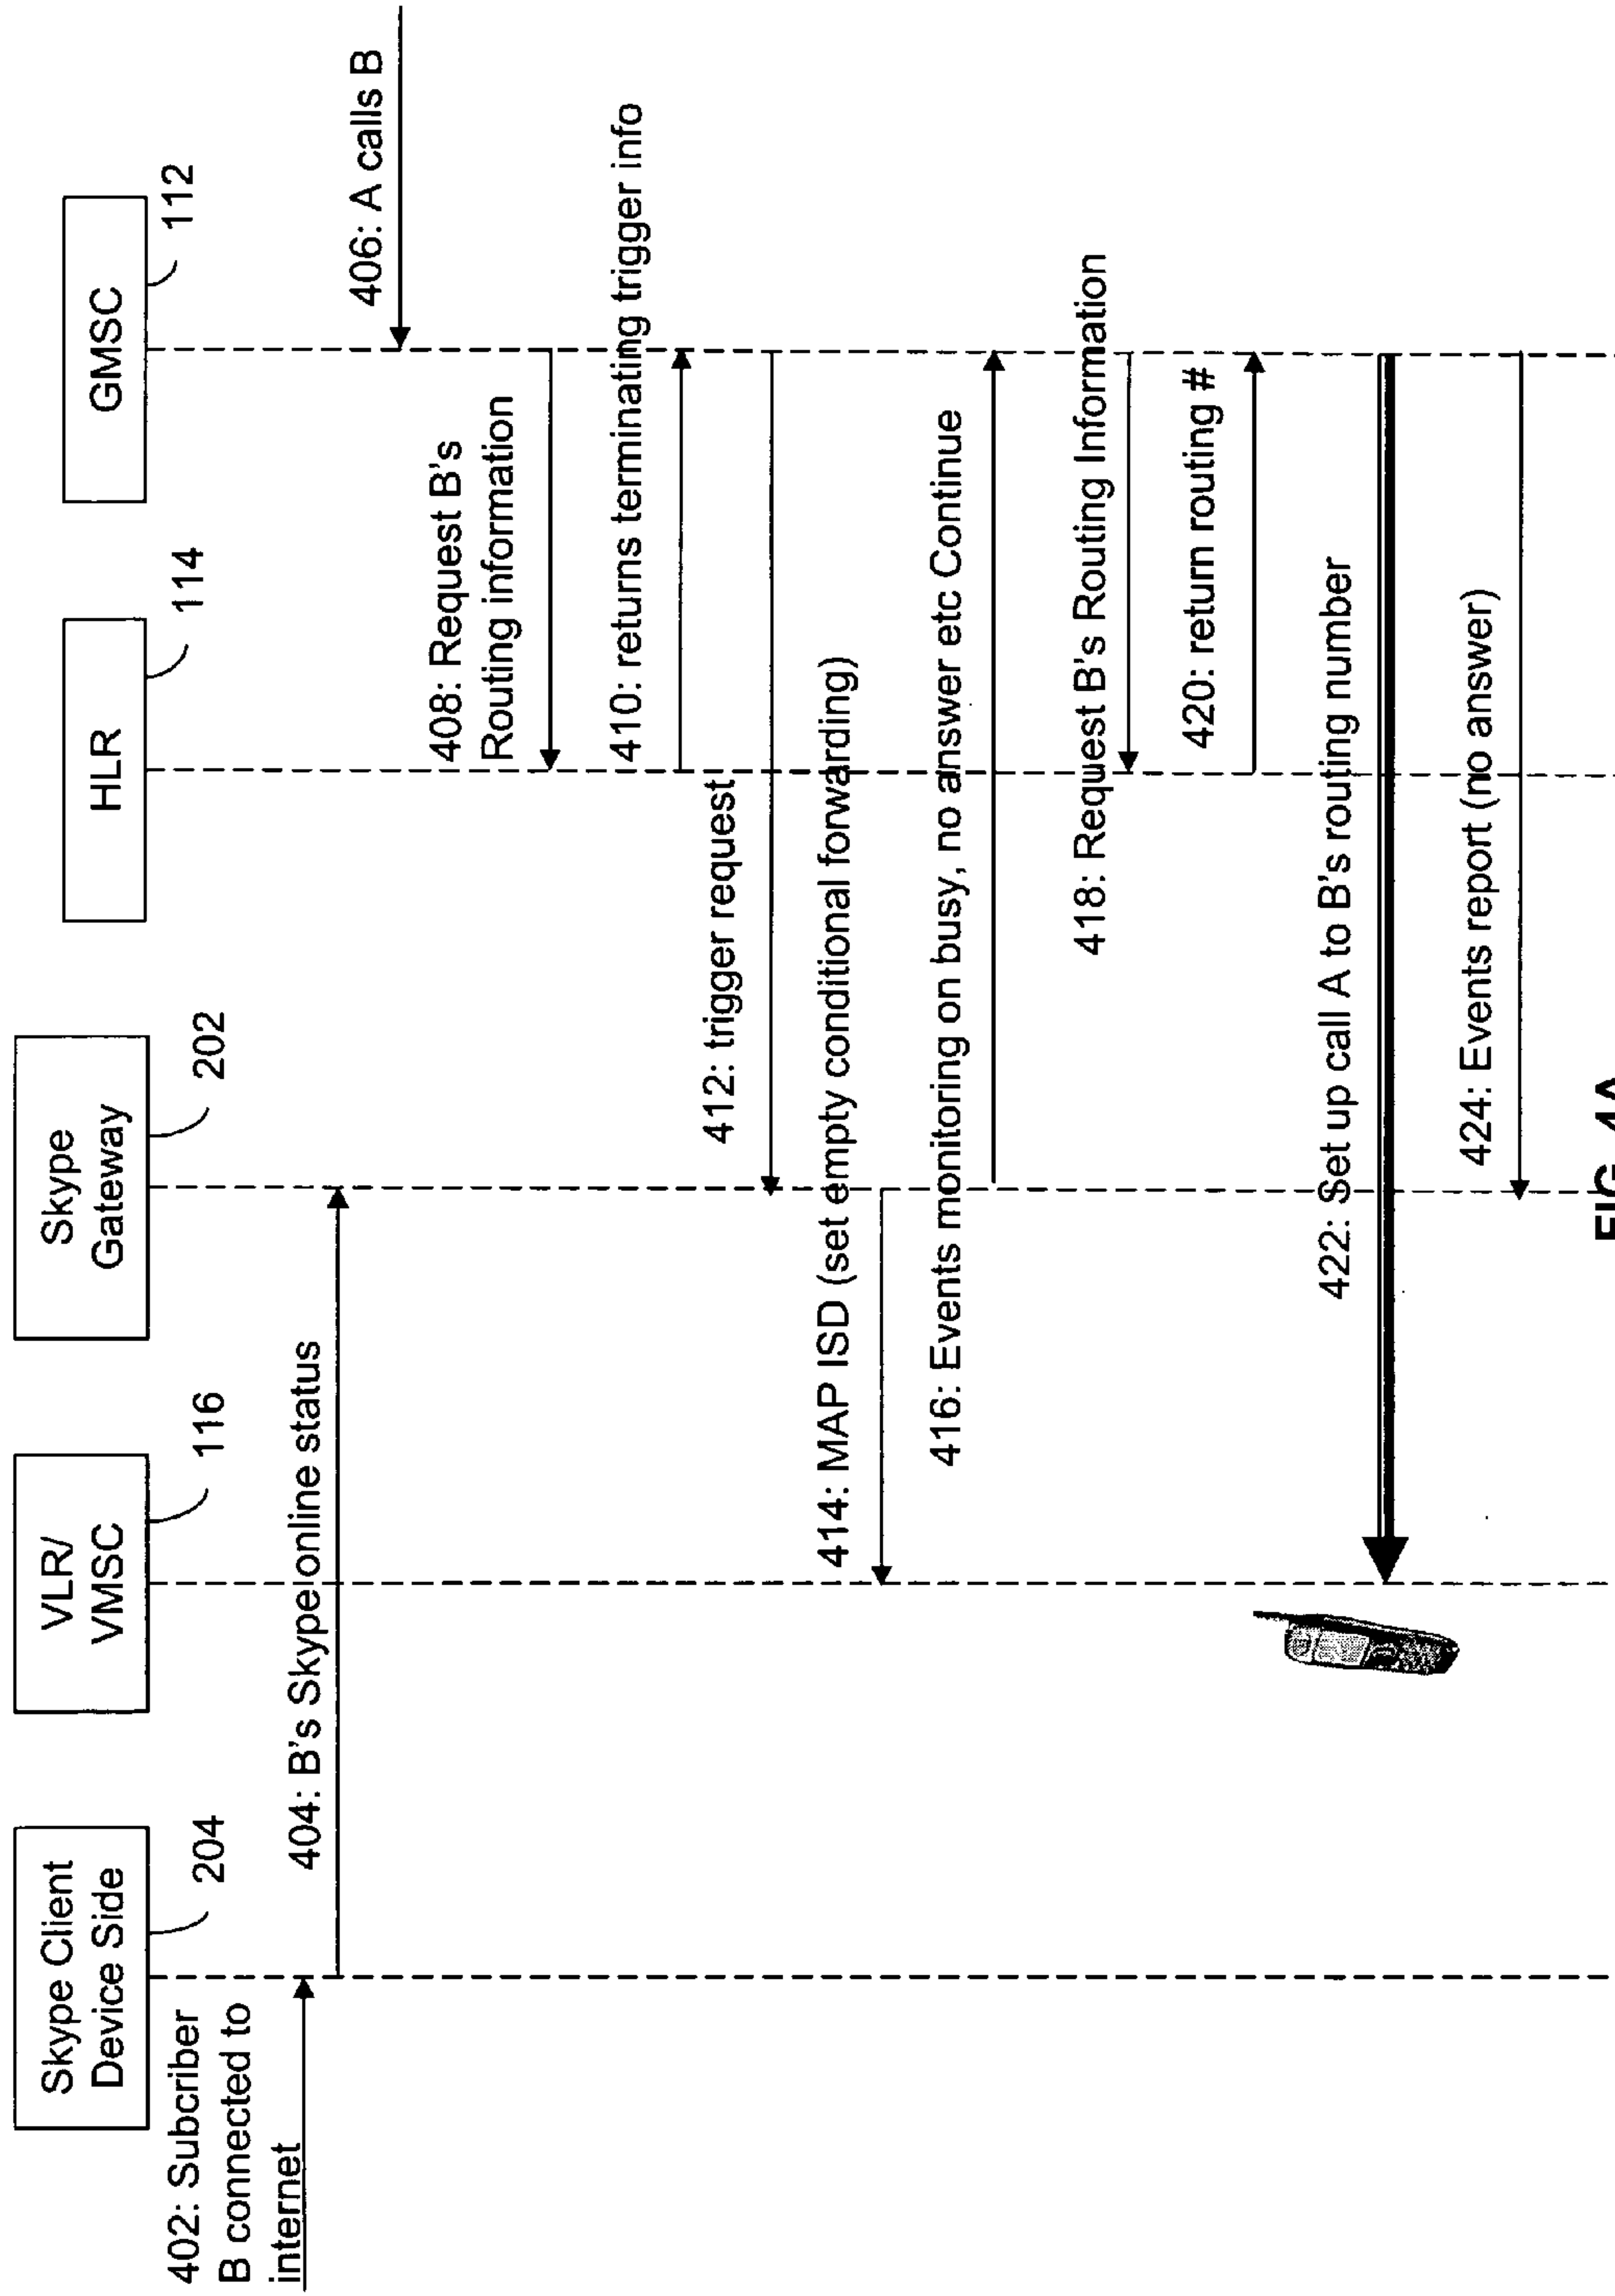 Skype Client
Device Side
204
VLR/
VMSC
116
Skype
Gateway
202
HLR
114
GMSC
112
402: Subcriber
B connected to
internet
404: B's Skype online status
406: A calls B
408: Request B's
Routing information
410: returns terminating trigger info
412: trigger request
414: MAP ISD (set empty conditional forwarding)
416: Events monitoring on busy, no answer etc Continue
418: Request B's Routing Information
420: return routing #
422: Set up call A to B's routing number
424: Events report (no answer)
FIG 4A